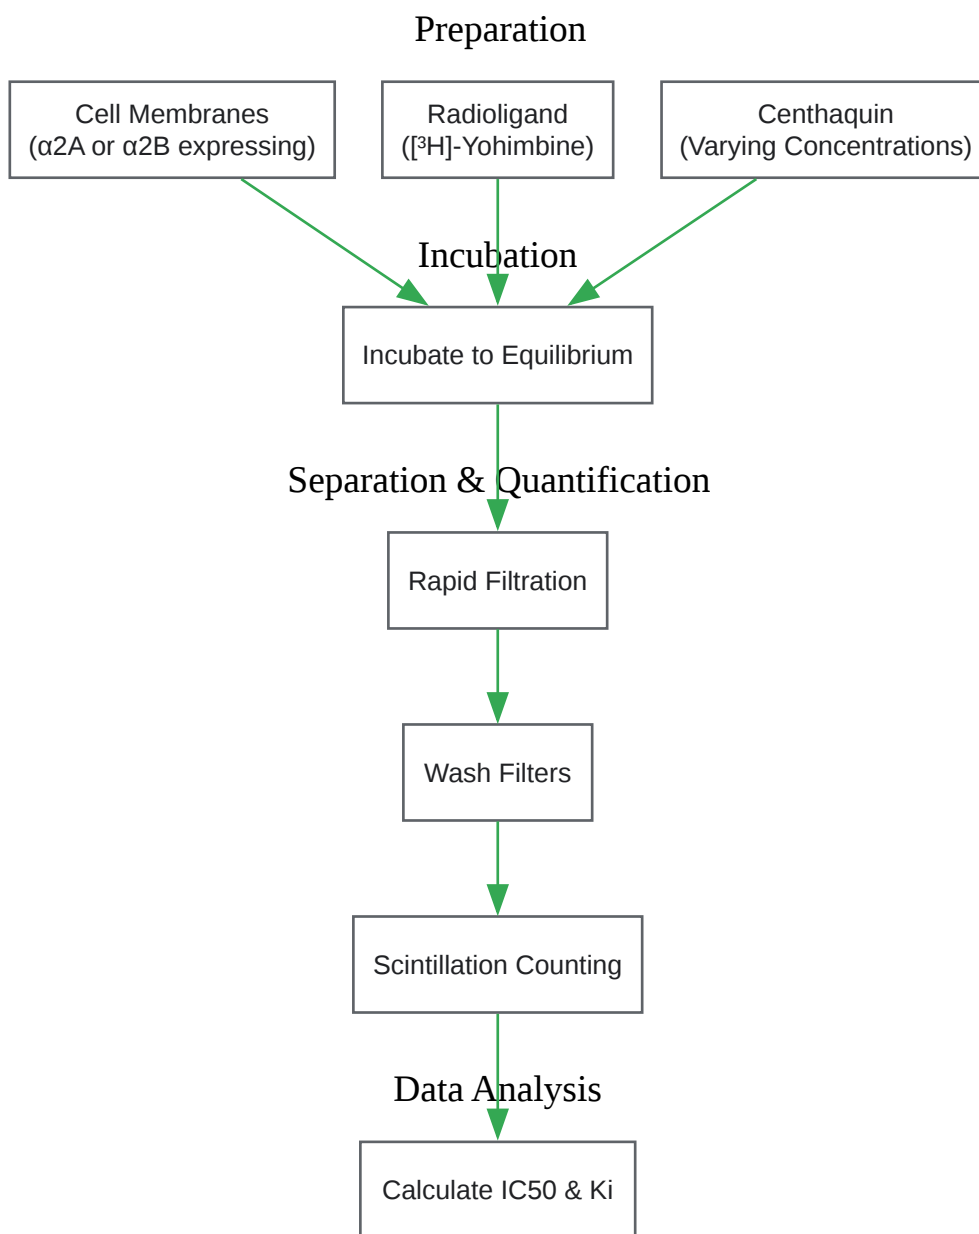 Preparation
Cell Membranes
(α2A or α2B expressing)
Radioligand
([³H]-Yohimbine)
Centhaquin
(Varying Concentrations)
Incubation
Incubate to Equilibrium
Separation & Quantification
Rapid Filtration
Wash Filters
Scintillation Counting
Data Analysis
Calculate IC50 & Ki